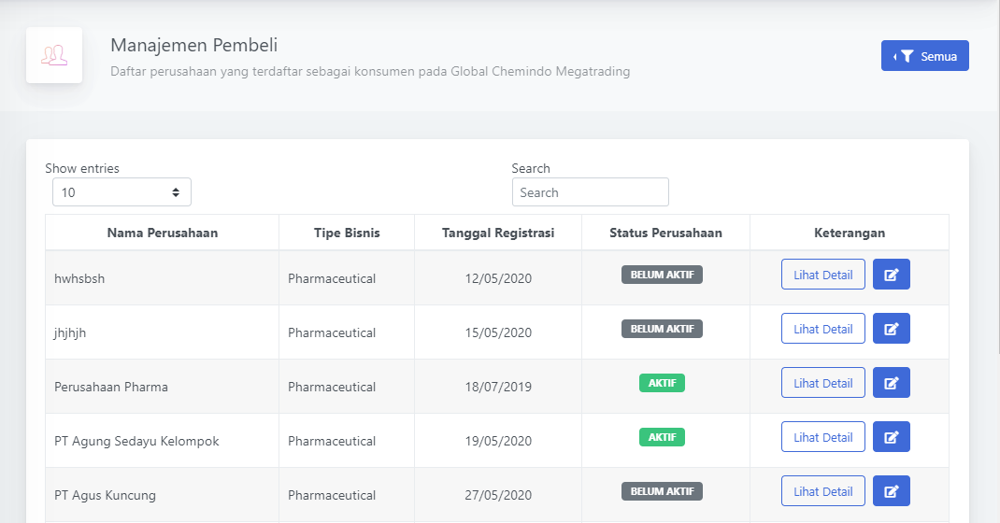 Manajemen Pembeli
Daftar perusahaan yang terdaftar sebagai konsumen pada Global Chemindo Megatrading
Semua
Show entries
10
Search
Search
Nama Perusahaan Tipe Bisnis Tanggal Registrasi Status Perusahaan Keterangan
hwhsbsh Pharmaceutical 12/05/2020 BELUM AKTIF Lihat Detail
jhjhjh Pharmaceutical 15/05/2020 BELUM AKTIF Lihat Detail
Perusahaan Pharma Pharmaceutical 18/07/2019 AKTIF Lihat Detail
PT Agung Sedayu Kelompok Pharmaceutical 19/05/2020 AKTIF Lihat Detail
PT Agus Kuncung Pharmaceutical 27/05/2020 BELUM AKTIF Lihat Detail